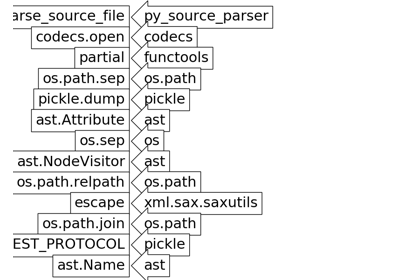 arse_source_file py_source_parser
codecs.open codecs
partial functools
os.path.sep os.path
pickle.dump pickle
ast.Attribute ast
os.sep os
ast.NodeVisitor ast
os.path.relpath os.path
escape xml.sax.saxutils
os.path.join os.path
EST_PROTOCOL pickle
ast.Name ast